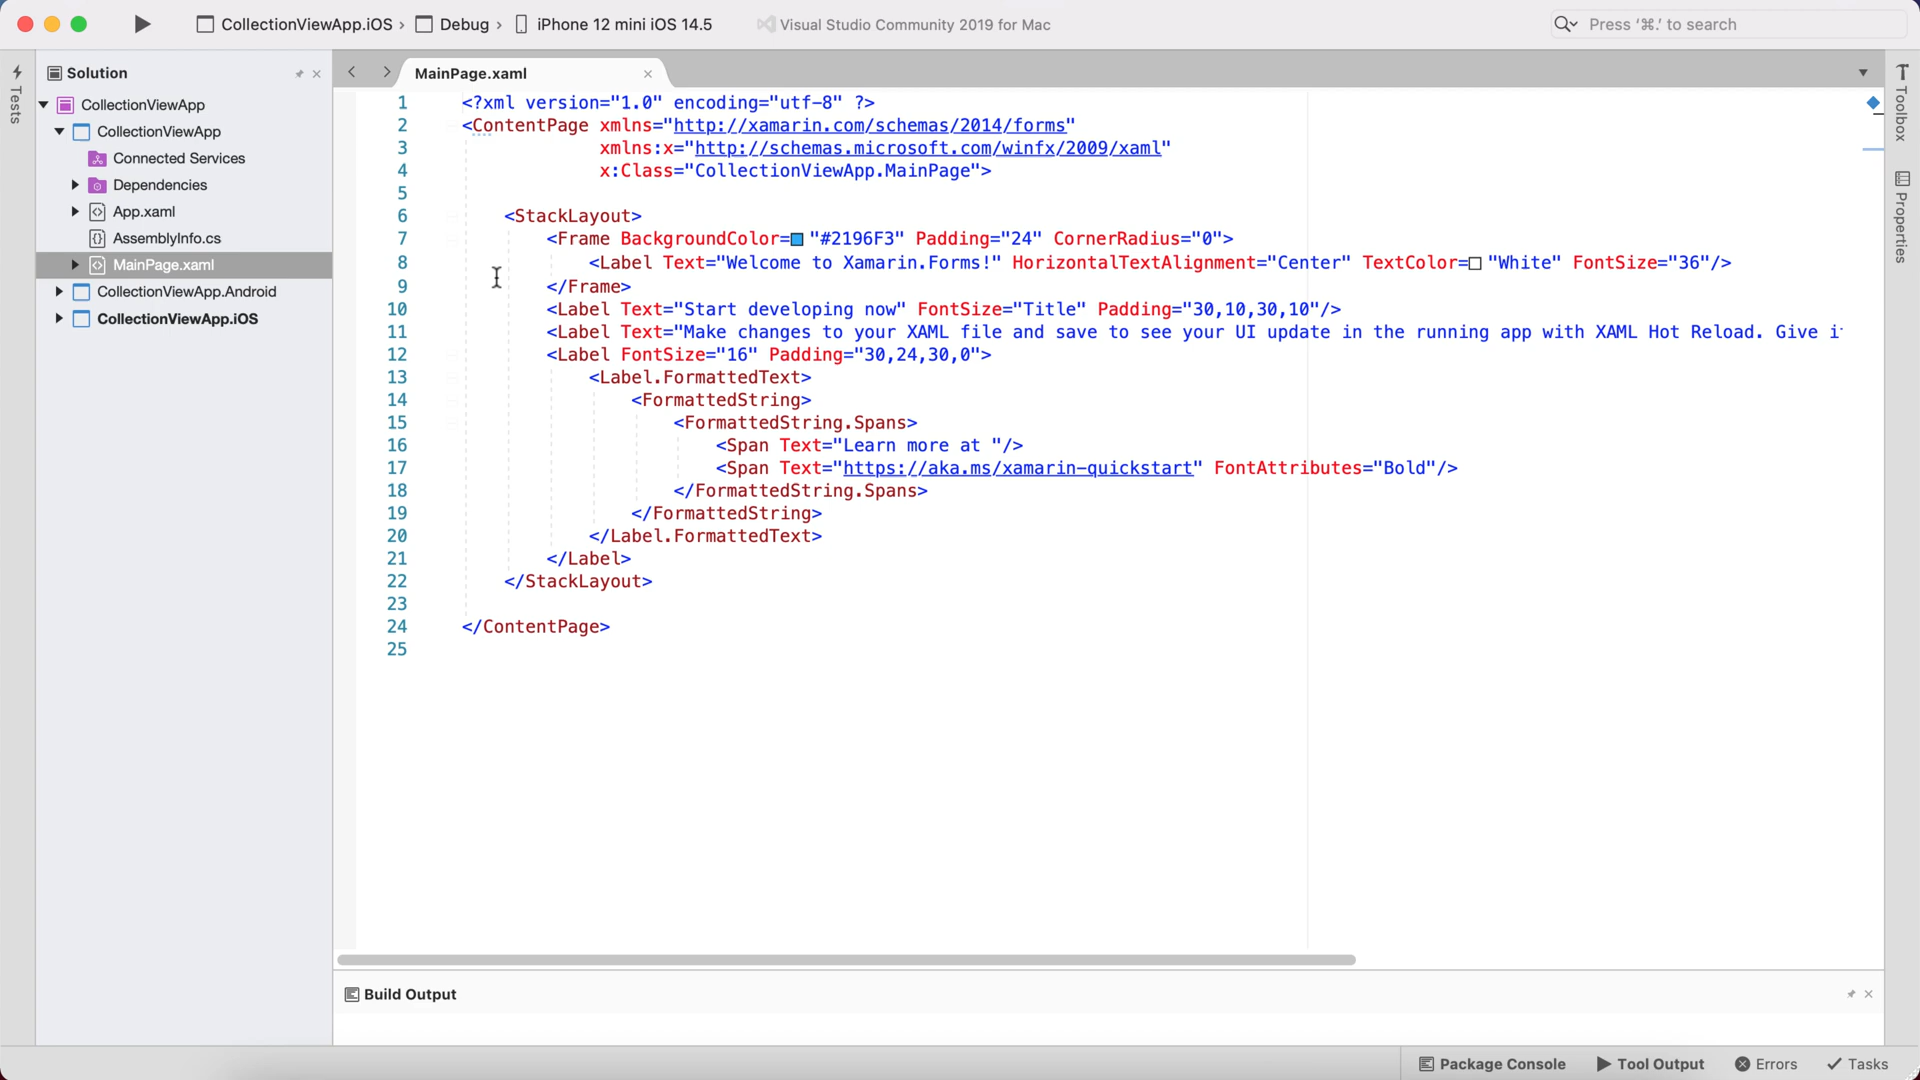 CollectionViewApp.iOS › Debug › iPhone 12 mini iOS 14.5
Visual Studio Community 2019 for Mac
Press ‘⌘.’ to search
Tests
Solution
CollectionViewApp
CollectionViewApp
Connected Services
Dependencies
App.xaml
AssemblyInfo.cs
MainPage.xaml
CollectionViewApp.Android
CollectionViewApp.iOS
MainPage.xaml
1 <?xml version="1.0" encoding="utf-8" ?>
2 <ContentPage xmlns="http://xamarin.com/schemas/2014/forms"
3 xmlns:x="http://schemas.microsoft.com/winfx/2009/xaml"
4 x:Class="CollectionViewApp.MainPage">
5
6 <StackLayout>
7 <Frame BackgroundColor="#2196F3" Padding="24" CornerRadius="0">
8 <Label Text="Welcome to Xamarin.Forms!" HorizontalTextAlignment="Center" TextColor="White" FontSize="36"/>
9 </Frame>
10 <Label Text="Start developing now" FontSize="Title" Padding="30,10,30,10"/>
11 <Label Text="Make changes to your XAML file and save to see your UI update in the running app with XAML Hot Reload. Give
12 <Label FontSize="16" Padding="30,24,30,0">
13 <Label.FormattedText>
14 <FormattedString>
15 <FormattedString.Spans>
16 <Span Text="Learn more at "/>
17 <Span Text="https://aka.ms/xamarin-quickstart" FontAttributes="Bold"/>
18 </FormattedString.Spans>
19 </FormattedString>
20 </Label.FormattedText>
21 </Label>
22 </StackLayout>
23
24 </ContentPage>
25
Toolbox
Properties
Build Output
Package Console
Tool Output
Errors
Tasks